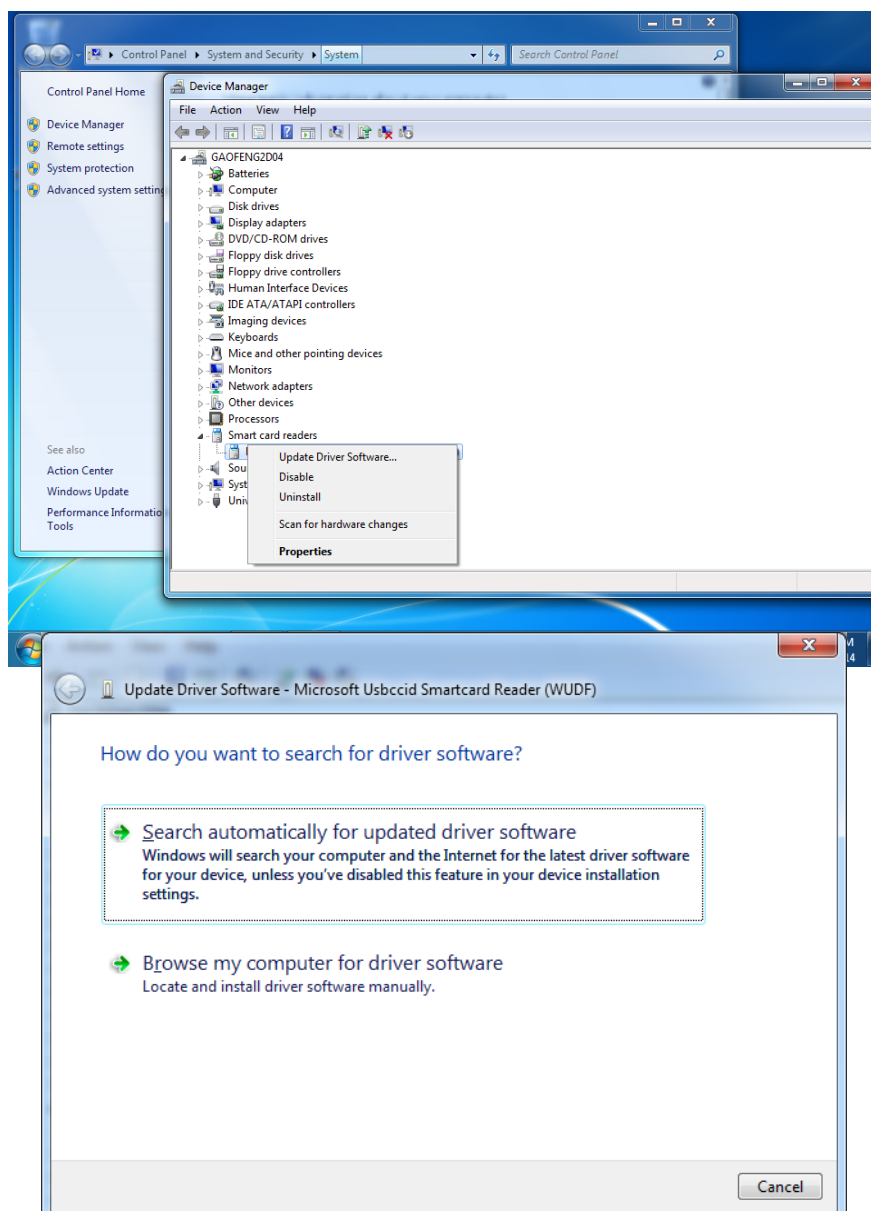 Control Panel ▸ System and Security ▸ System
Search Control Panel
Control Panel Home
Device Manager
Remote settings
System protection
Advanced system setting
See also
Action Center
Windows Update
Performance Informatio
Tools
Device Manager
File Action View Help
GAOFENG2D04
Batteries
Computer
Disk drives
Display adapters
DVD/CD-ROM drives
Floppy disk drives
Floppy drive controllers
Human Interface Devices
IDE ATA/ATAPI controllers
Imaging devices
Keyboards
Mice and other pointing devices
Monitors
Network adapters
Other devices
Processors
Smart card readers
Sou
Syst
Univ
Update Driver Software...
Disable
Uninstall
Scan for hardware changes
Properties
Update Driver Software - Microsoft Usbccid Smartcard Reader (WUDF)
How do you want to search for driver software?
Search automatically for updated driver software
Windows will search your computer and the Internet for the latest driver software
for your device, unless you've disabled this feature in your device installation
settings.
Browse my computer for driver software
Locate and install driver software manually.
Cancel